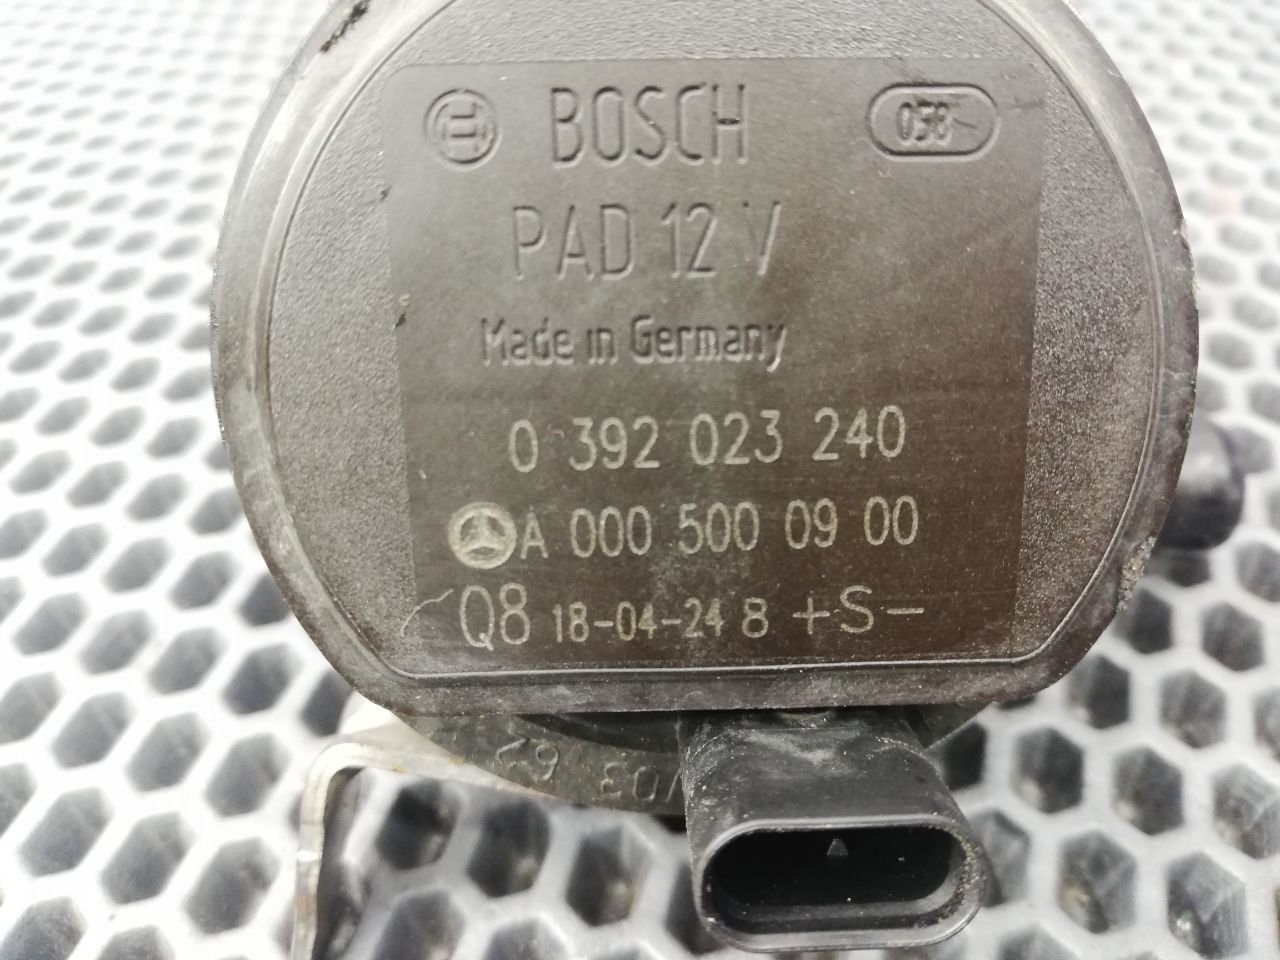 BOSCH 038
PAD 12 V
Made in Germany
0 392 023 240
A 000 500 09 00
Q8 18-04-24 8 +S-